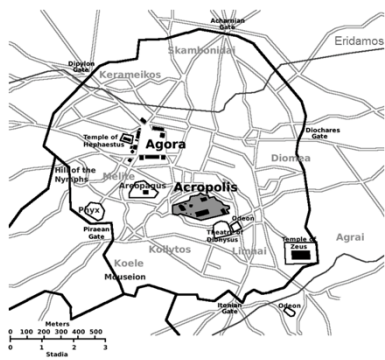 Acharnian
Gate
Skambonidai
Eridamos
Dipylon
Gate
Kerameikos
Temple of
Hephaestus
Agora
Diochares
Gate
Diomea
Hill of the
Nymphs
Melite
Areopagus
Acropolis
Pnyx
Odeon
Theatre of
Dionysus
Piraean
Gate
Kollytos
Limnai
Temple of
Zeus
Agrai
Koele
Mouseion
Itonian
Gate
Odeon
Meters
0 100 200 300 400 500
0 1 2 3
Stadia